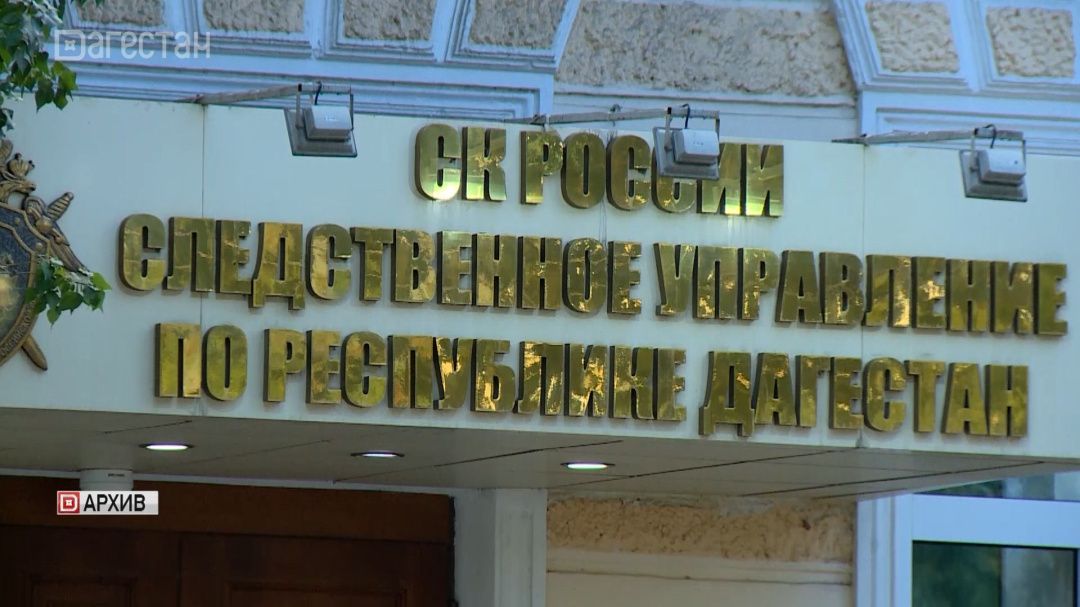 Дагестан
СК РОССИИ
СЛЕДСТВЕННОЕ УПРАВЛЕНИЕ
ПО РЕСПУБЛИКЕ ДАГЕСТАН
АРХИВ